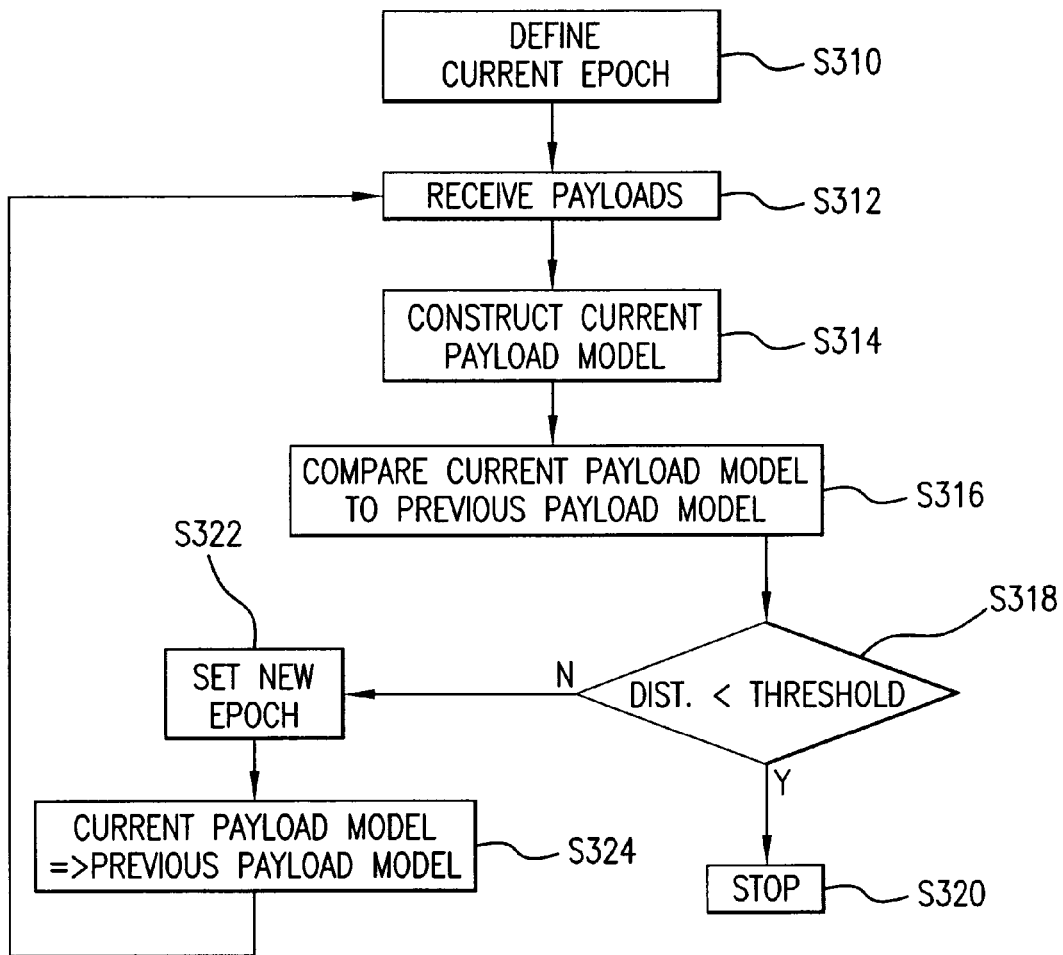 DEFINE
CURRENT EPOCH
S310
RECEIVE PAYLOADS
S312
CONSTRUCT CURRENT
PAYLOAD MODEL
S314
COMPARE CURRENT PAYLOAD MODEL
TO PREVIOUS PAYLOAD MODEL
S316
S322
S318
SET NEW
EPOCH
N
DIST. < THRESHOLD
Y
CURRENT PAYLOAD MODEL
=>PREVIOUS PAYLOAD MODEL
S324
STOP
S320